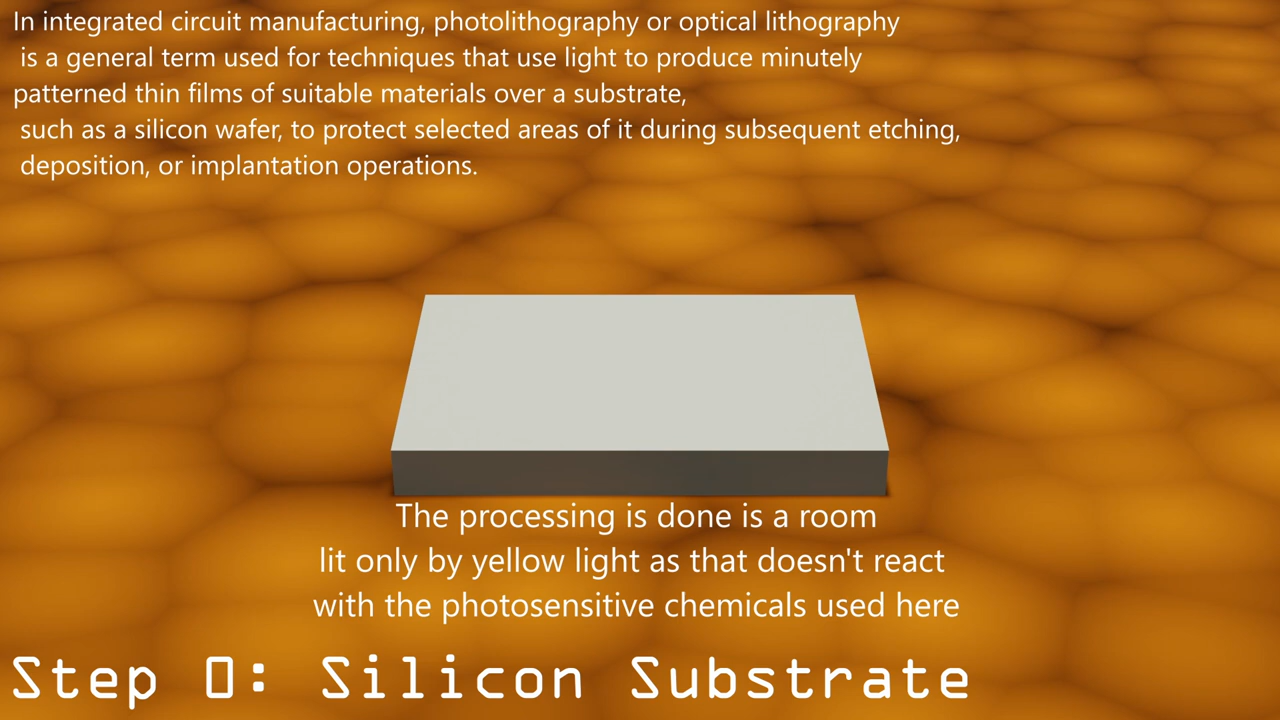 In integrated circuit manufacturing, photolithography or optical lithography
is a general term used for techniques that use light to produce minutely
patterned thin films of suitable materials over a substrate,
such as a silicon wafer, to protect selected areas of it during subsequent etching,
deposition, or implantation operations.
The processing is done is a room
lit only by yellow light as that doesn't react
with the photosensitive chemicals used here
Step 0: Silicon Substrate